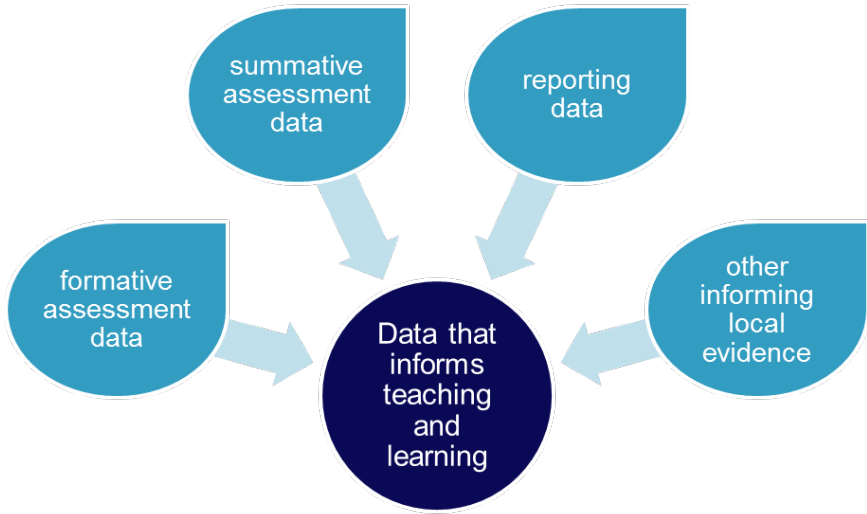 summative
assessment
data
reporting
data
formative
assessment
data
other
informing
local
evidence
Data that
informs
teaching
and
learning